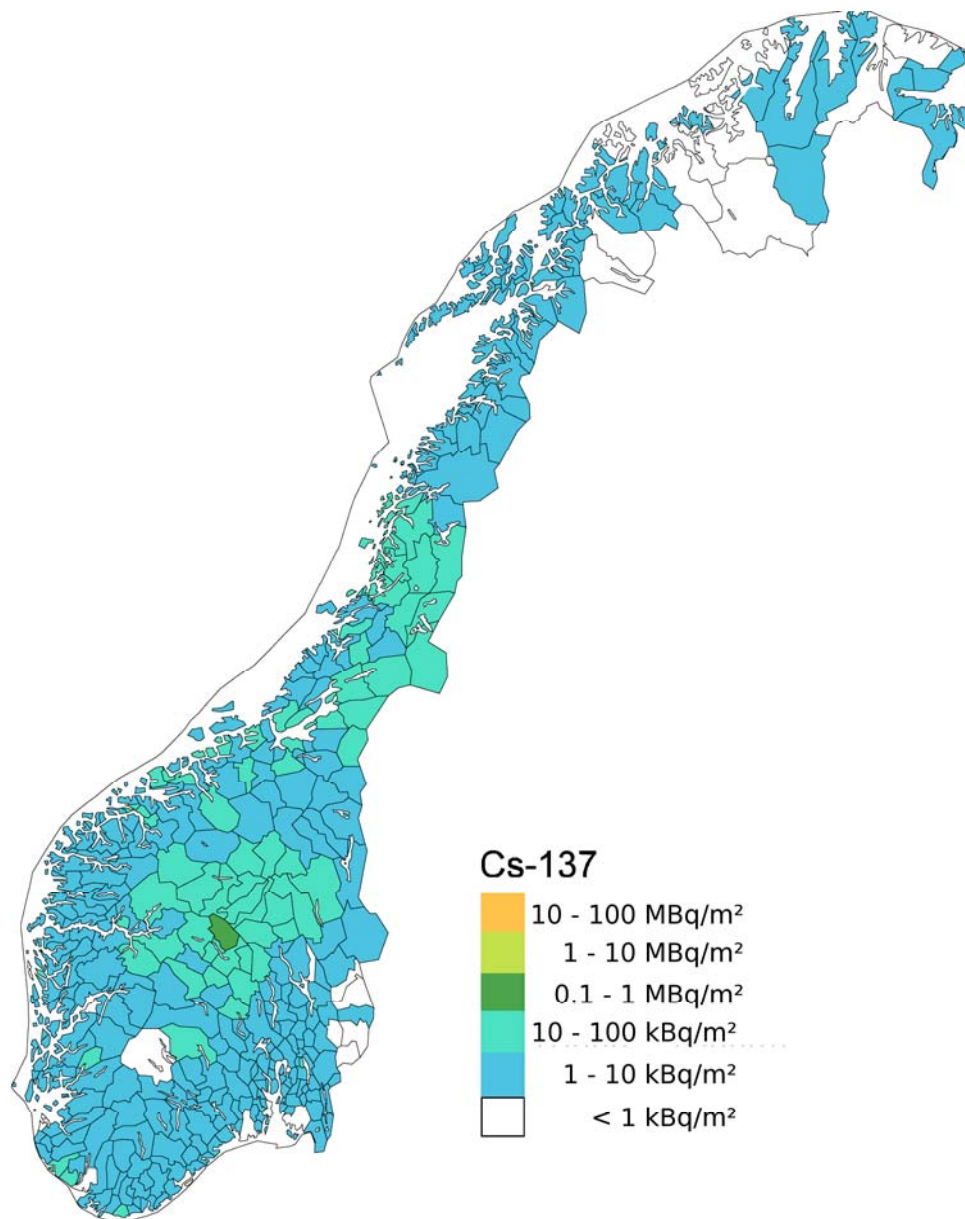 Cs-137
10 - 100 MBq/m²
1 - 10 MBq/m²
0.1 - 1 MBq/m²
10 - 100 kBq/m²
1 - 10 kBq/m²
< 1 kBq/m²